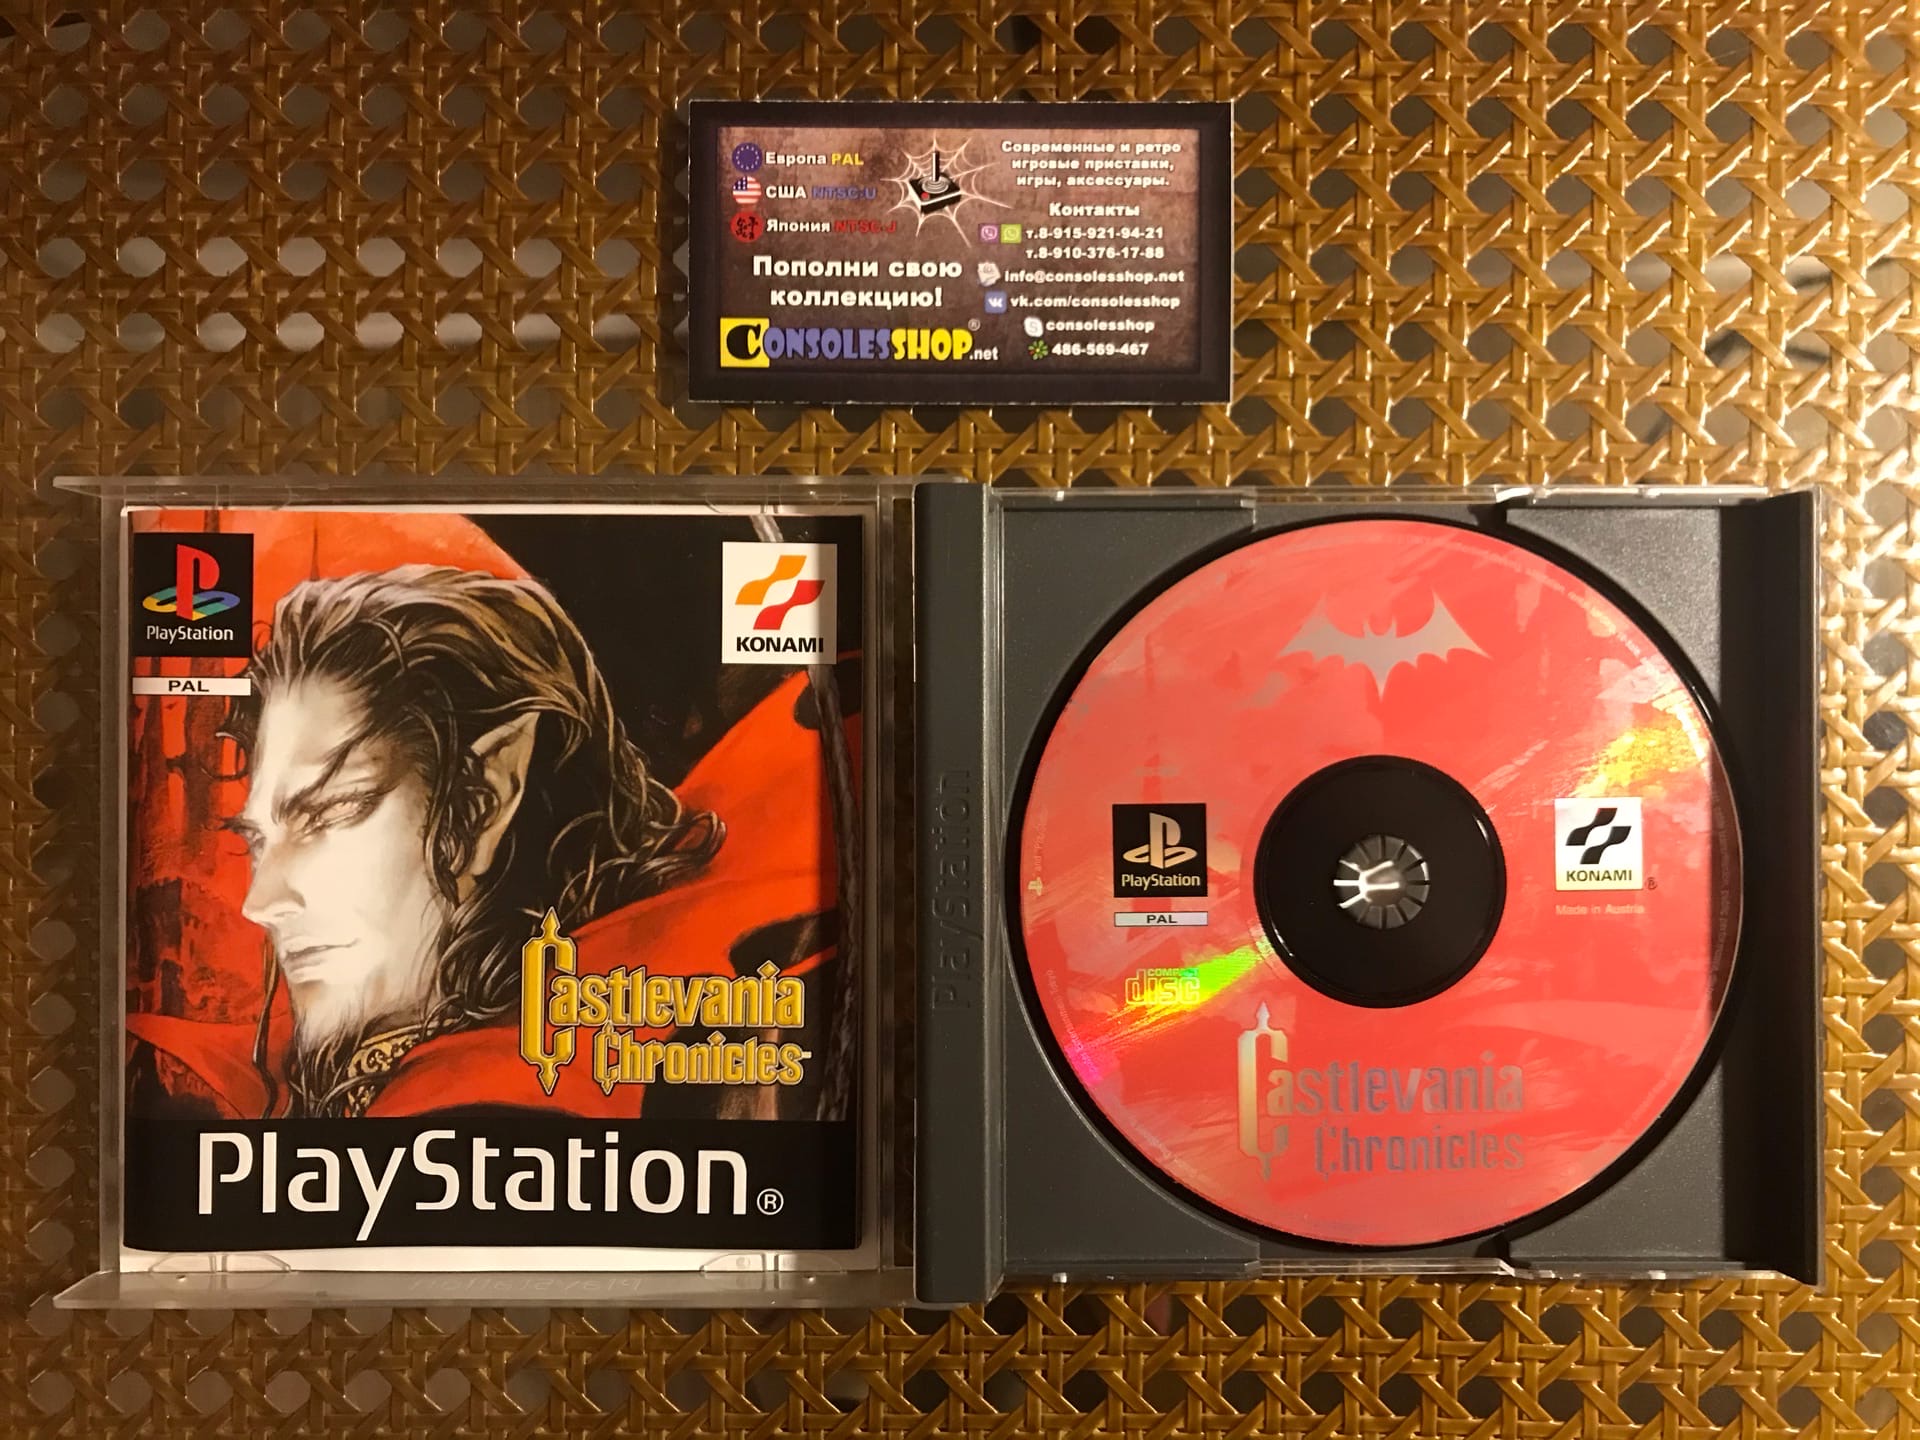 Европа PAL
США NTSC-U
Япония NTSC-J
Пополни свою
коллекцию!
CONSOLESSHOP.net
®
Современные и ретро
игровые приставки,
игры, аксессуары.
Контакты
т.8-915-921-94-21
т.8-910-376-17-88
info@consolesshop.net
vk.com/consolesshop
consolesshop
486-569-467
PlayStation
PAL
KONAMI
Castlevania
Chronicles
PlayStation®
PlayStation
PlayStation
PAL
KONAMI
®
Made in Austria
COMPACT
disc
Castlevania
Chronicles